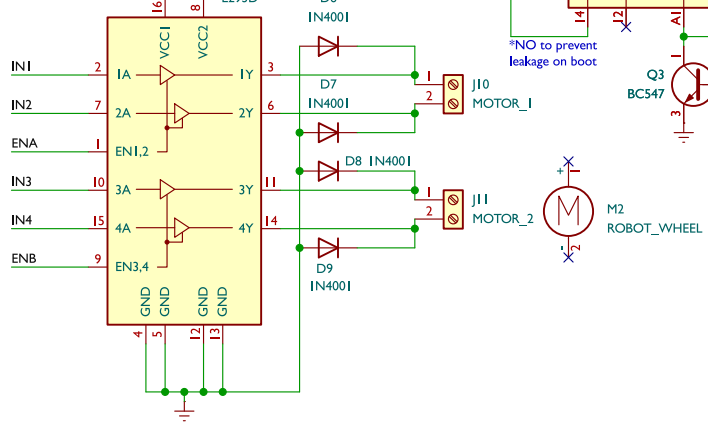 16
8
VCC1
VCC2
IN4001
14
12
A1
*NO to prevent
leakage on boot
IN1
2
1A
1Y
3
D7
IN4001
1
2
J10
MOTOR_1
Q3
BC547
1
3
IN2
7
2A
2Y
6
ENA
1
EN1,2
D8 IN4001
IN3
10
3A
3Y
11
1
2
J11
MOTOR_2
+
1
M
M2
ROBOT_WHEEL
-
2
IN4
15
4A
4Y
14
ENB
9
EN3,4
D9
IN4001
GND
GND
GND
GND
4
5
12
13